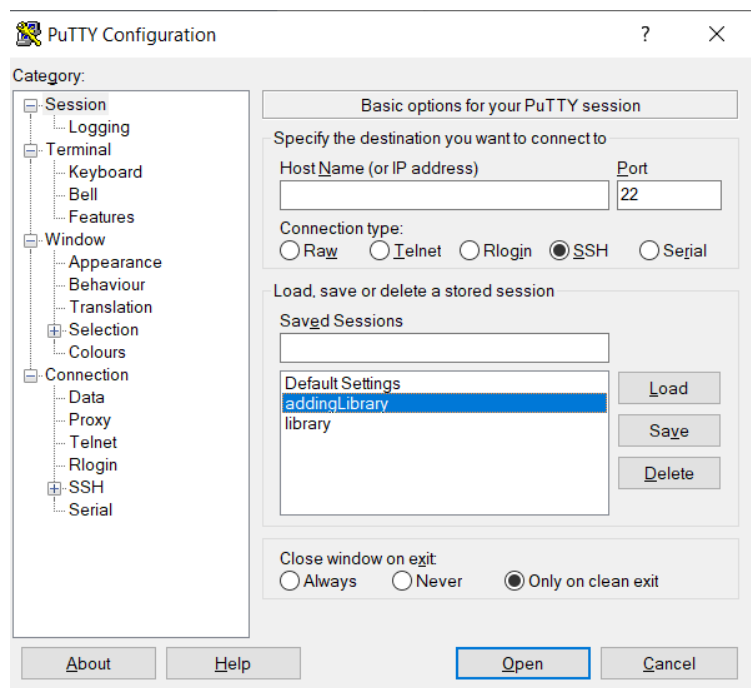 PuTTY Configuration ?
Category:
Session
Logging
Terminal
Keyboard
Bell
Features
Window
Appearance
Behaviour
Translation
Selection
Colours
Connection
Data
Proxy
Telnet
Rlogin
SSH
Serial
Basic options for your PuTTY session
Specify the destination you want to connect to
Host Name (or IP address) Port
22
Connection type:
Raw Telnet Rlogin SSH Serial
Load, save or delete a stored session
Saved Sessions
Default Settings
addingLibrary
library
Load
Save
Delete
Close window on exit:
Always Never Only on clean exit
About Help Open Cancel